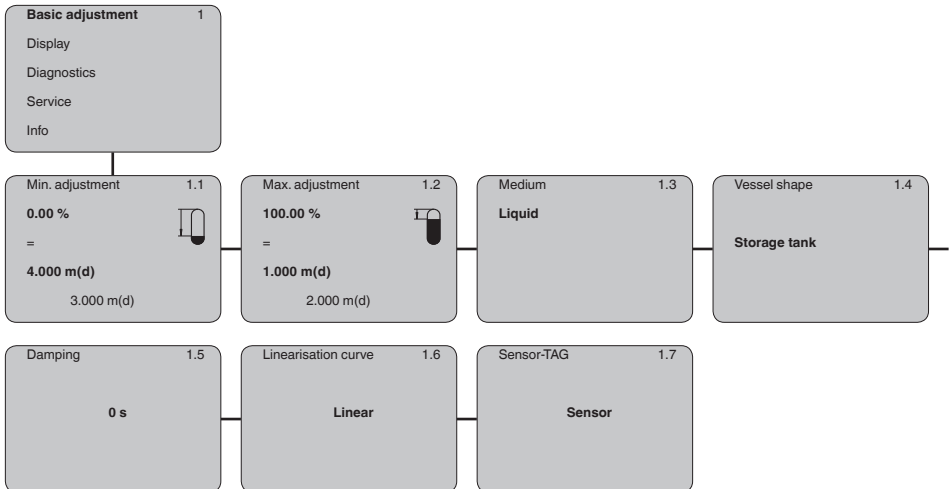 Basic adjustment 1
Display
Diagnostics
Service
Info
Min. adjustment 1.1
0.00 %
=
4.000 m(d)
3.000 m(d)
Max. adjustment 1.2
100.00 %
=
1.000 m(d)
2.000 m(d)
Medium 1.3
Liquid
Vessel shape 1.4
Storage tank
Damping 1.5
0 s
Linearisation curve 1.6
Linear
Sensor-TAG 1.7
Sensor